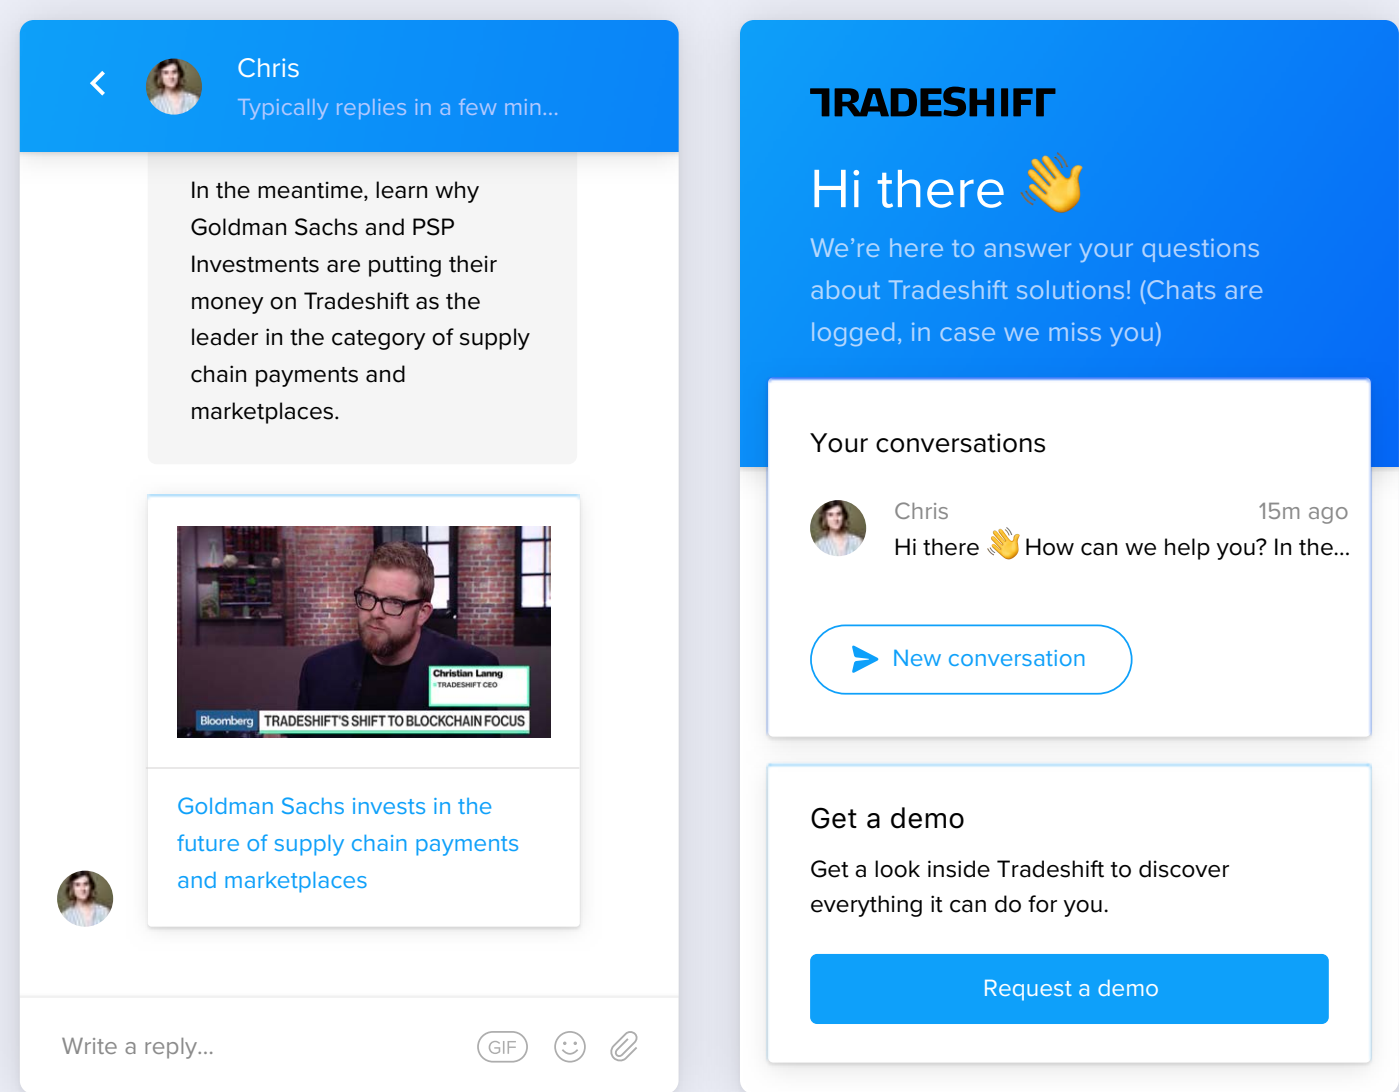 Chris
Typically replies in a few min...
In the meantime, learn why
Goldman Sachs and PSP
Investments are putting their
money on Tradeshift as the
leader in the category of supply
chain payments and
marketplaces.
Christian Lanng
TRADESHIFT CEO
Bloomberg TRADESHIFT'S SHIFT TO BLOCKCHAIN FOCUS
Goldman Sachs invests in the
future of supply chain payments
and marketplaces
Write a reply...
GIF
TRADESHIFT
Hi there 👋
We're here to answer your questions
about Tradeshift solutions! (Chats are
logged, in case we miss you)
Your conversations
Chris 15m ago
Hi there 👋 How can we help you? In the...
New conversation
Get a demo
Get a look inside Tradeshift to discover
everything it can do for you.
Request a demo